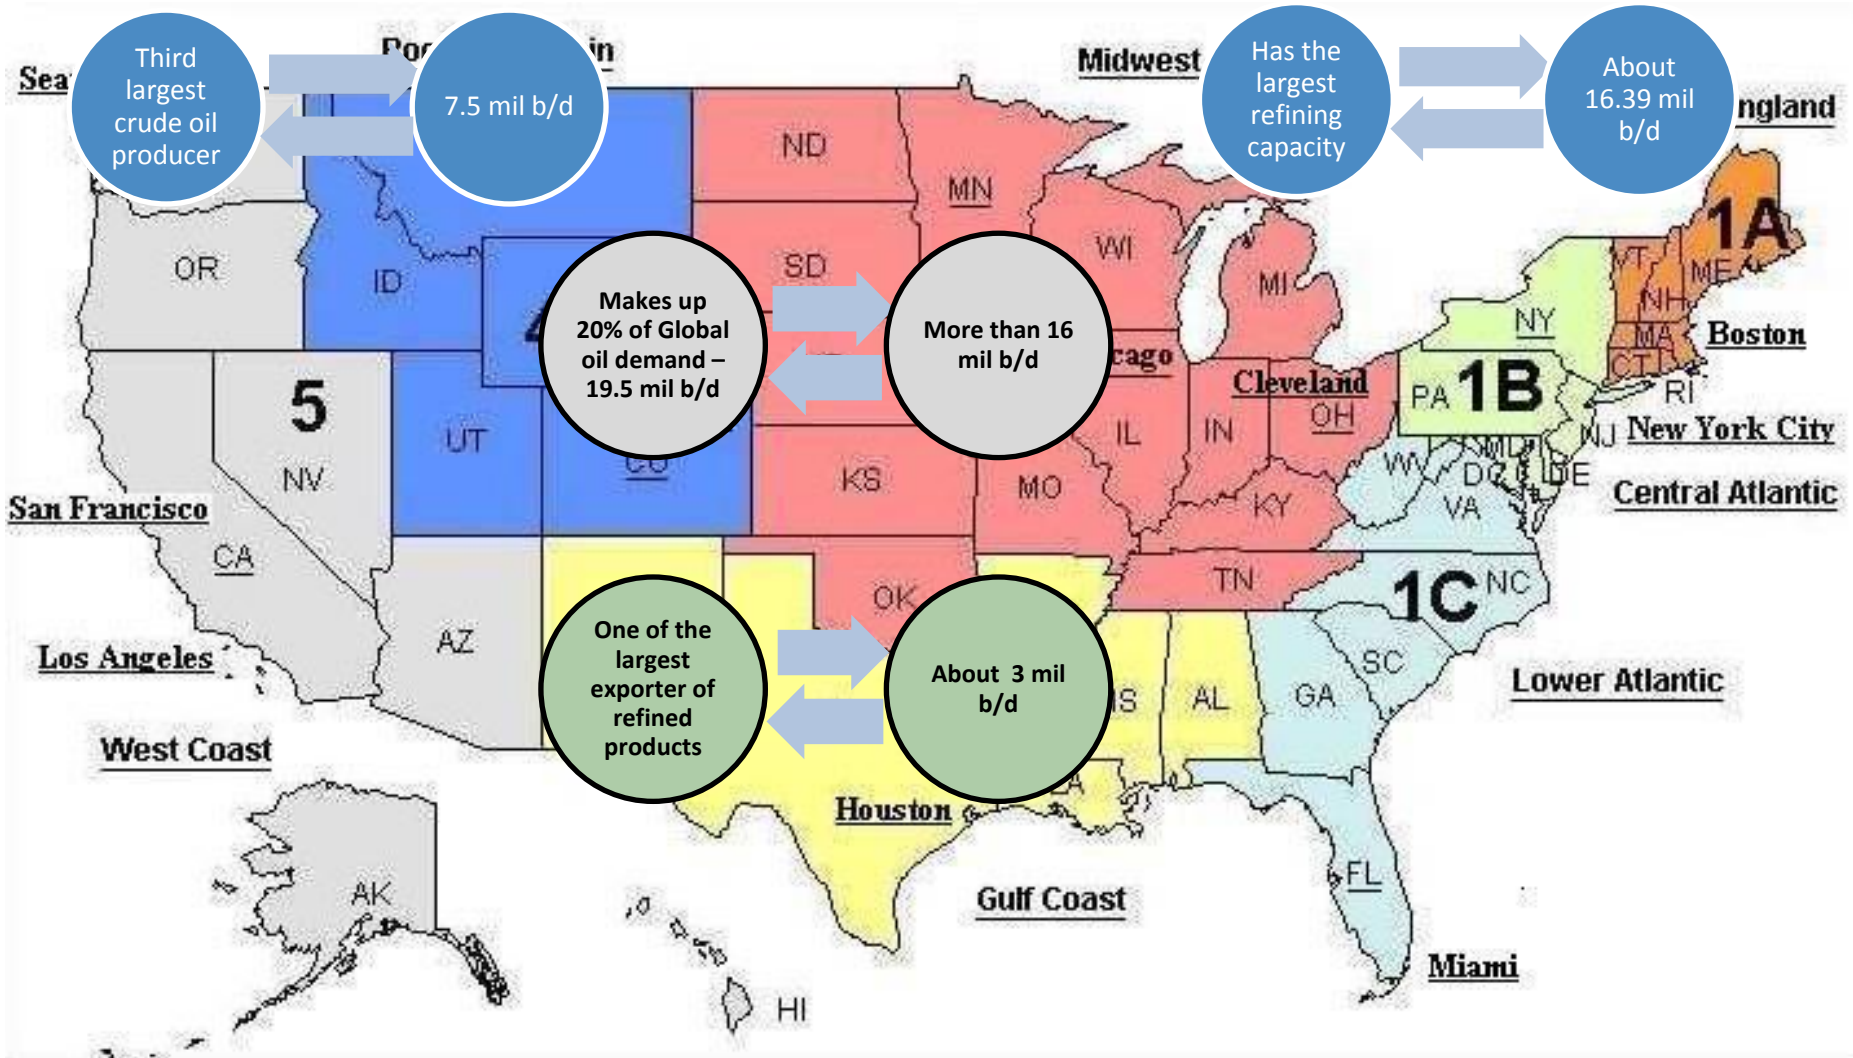 Third
largest
crude oil
producer
7.5 mil b/d
Midwest
Has the
largest
refining
capacity
About
16.39 mil
b/d
ND
MN
1A
OR
ID
SD
WI
MI
VT
ME
NH
Makes up
20% of Global
oil demand –
19.5 mil b/d
More than 16
mil b/d
NY
MA
Boston
CT
RI
Cleveland
5
PA
1B
UT
IL
IN
OH
NJ
New York City
NV
CO
KS
MO
WV
MD
DC
DE
Central Atlantic
San Francisco
KY
VA
CA
TN
1C
NC
OK
AZ
One of the
largest
exporter of
refined
products
About 3 mil
b/d
Los Angeles
AL
GA
SC
Lower Atlantic
West Coast
Houston
AK
Gulf Coast
FL
Miami
HI